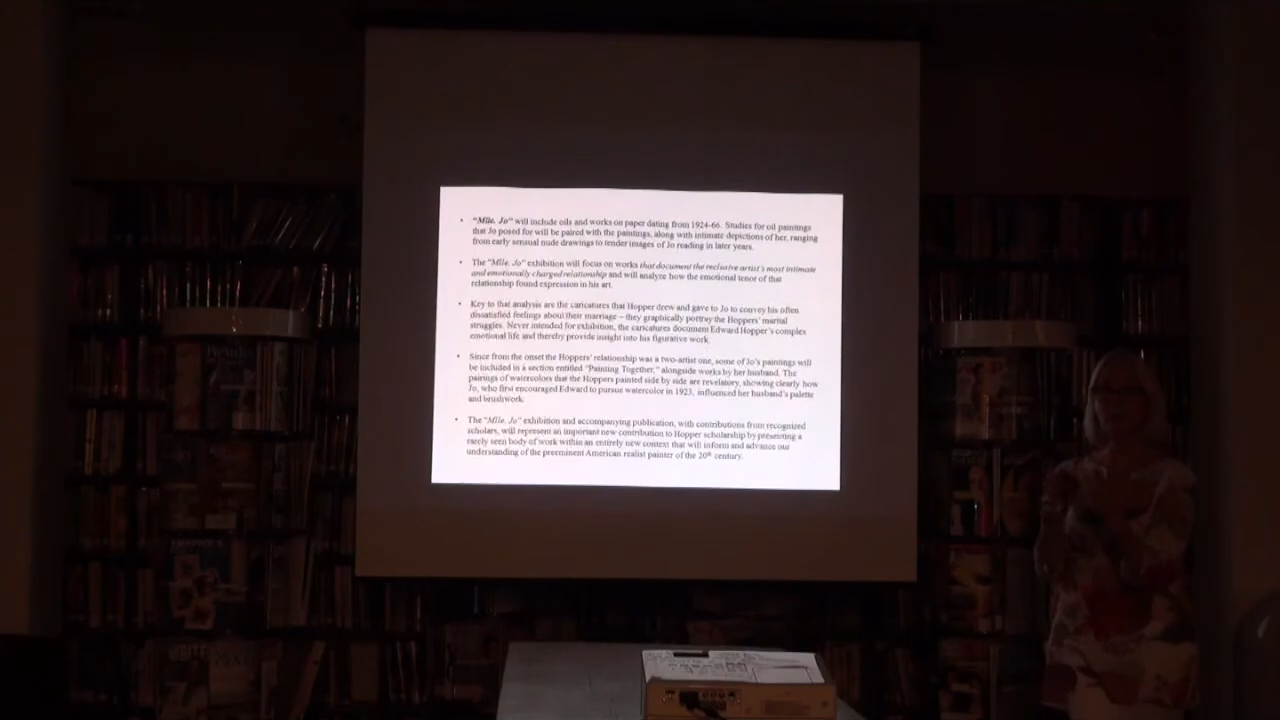 • "Mlle. Jo" will include oils and works on paper dating from 1924-66. Studies for oil paintings
that Jo posed for will be paired with the paintings, along with intimate depictions of her, ranging
from early sensual nude drawings to tender images of Jo reading in later years.
• The "Mlle. Jo" exhibition will focus on works that document the reclusive artist's most intimate
and emotionally charged relationship and will analyze how the emotional tenor of that
relationship found expression in his art.
• Key to that analysis are the caricatures that Hopper drew and gave to Jo to convey his often
dissatisfied feelings about their marriage – they graphically portray the Hoppers' marital
struggles. Never intended for exhibition, the caricatures document Edward Hopper's complex
emotional life and thereby provide insight into his figurative work.
• Since from the onset the Hoppers' relationship was a two-artist one, some of Jo's paintings will
be included in a section entitled "Painting Together," alongside works by her husband. The
pairings of watercolors that the Hoppers painted side by side are revelatory, showing clearly how
Jo, who first encouraged Edward to pursue watercolor in 1923, influenced her husband's palette
and brushwork.
• The "Mlle. Jo" exhibition and accompanying publication, with contributions from recognized
scholars, will represent an important new contribution to Hopper scholarship by presenting a
rarely seen body of work within an entirely new context that will inform and advance our
understanding of the preeminent American realist painter of the 20th century.